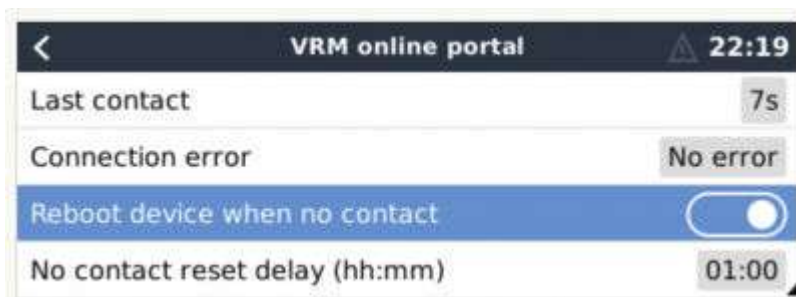 VRM online portal 22:19
Last contact 7s
Connection error No error
Reboot device when no contact
No contact reset delay (hh:mm) 01:00